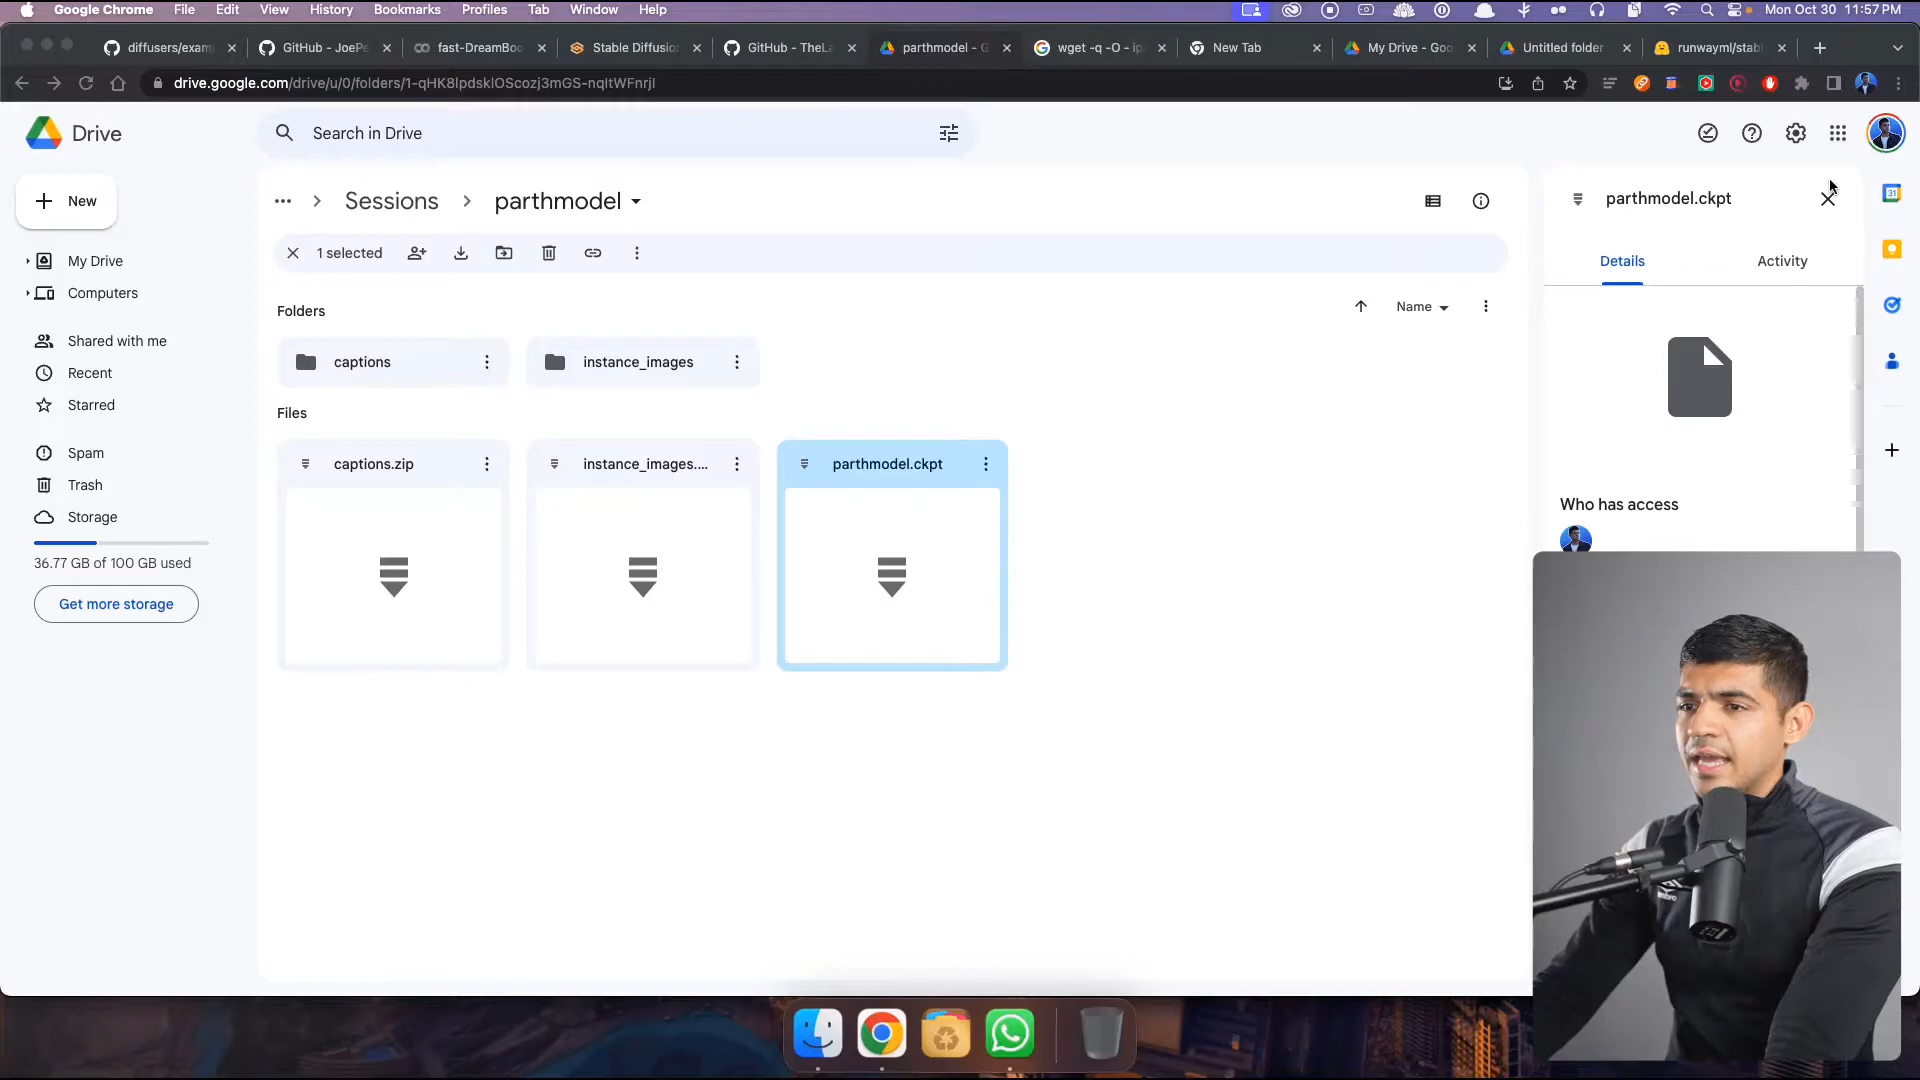 Google Chrome File Edit View History Bookmarks Profiles Tab Window Help Mon Oct 30 11:57 PM
diffusers/exam GitHub - JoePe fast-DreamBoo Stable Diffusion GitHub - TheLa parthmodel - G wget -q -O - ip New Tab My Drive - Goo Untitled folder runwayml/stabl
drive.google.com/drive/u/0/folders/1-qHK8lpdsklOScozj3mGS-nqItWFnrjI
Drive
Search in Drive
New
My Drive
Computers
Shared with me
Recent
Starred
Spam
Trash
Storage
36.77 GB of 100 GB used
Get more storage
Sessions parthmodel
1 selected
Folders
Name
captions
instance_images
Files
captions.zip
instance_images....
parthmodel.ckpt
parthmodel.ckpt
Details
Activity
Who has access
31